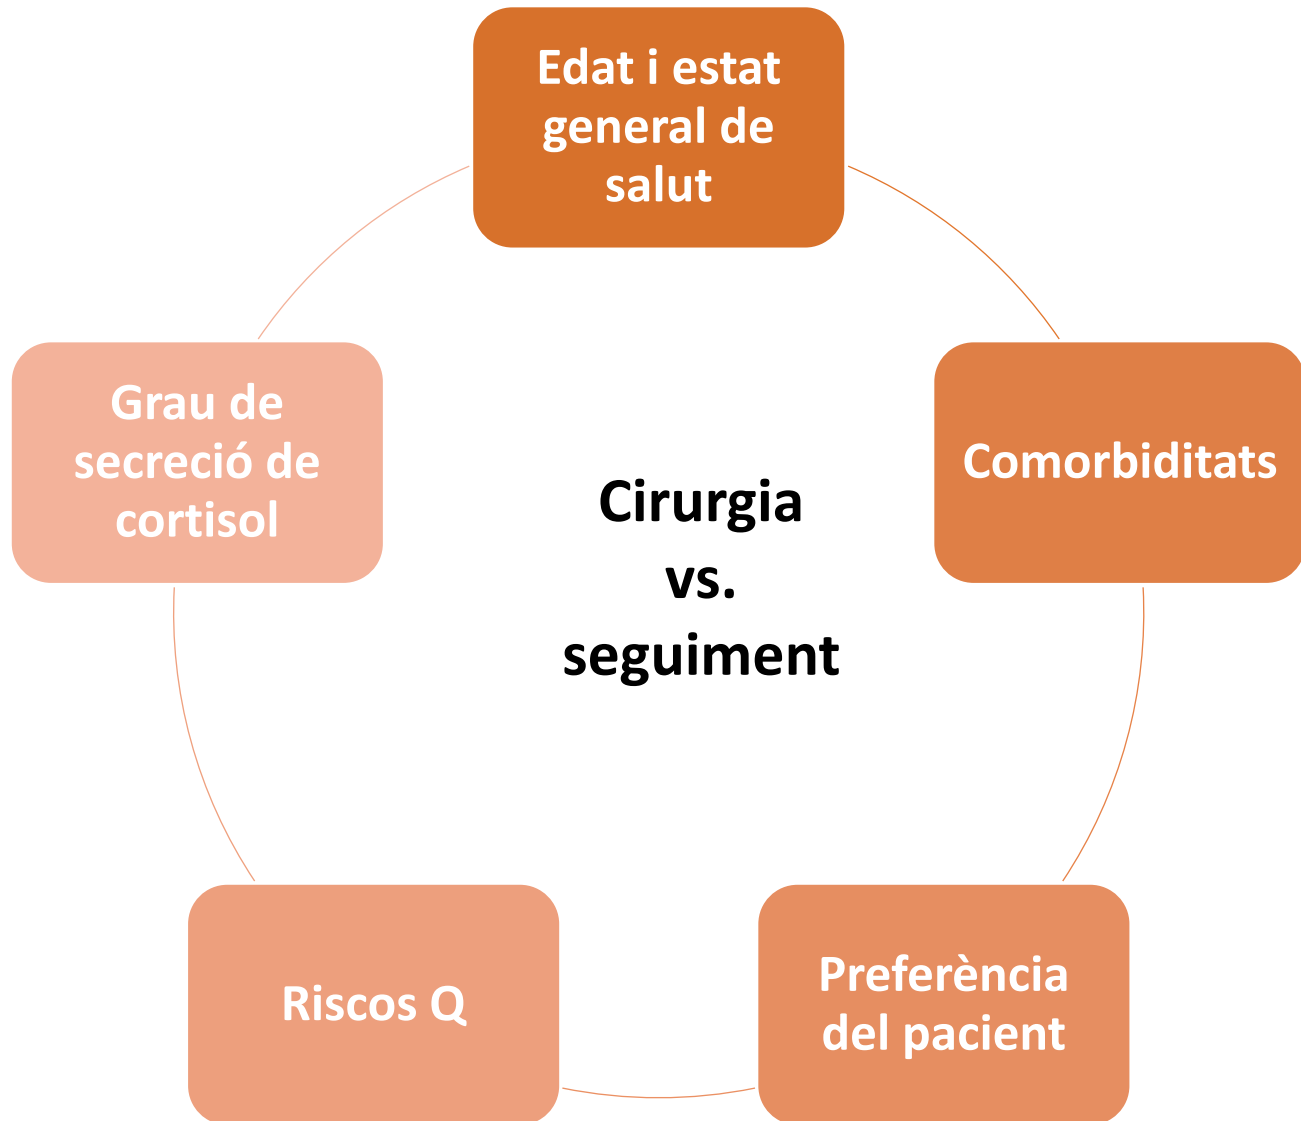 Edat i estat
general de
salut
Comorbiditats
Preferència
del pacient
Riscos Q
Grau de
secreció de
cortisol
Cirurgia
vs.
seguiment